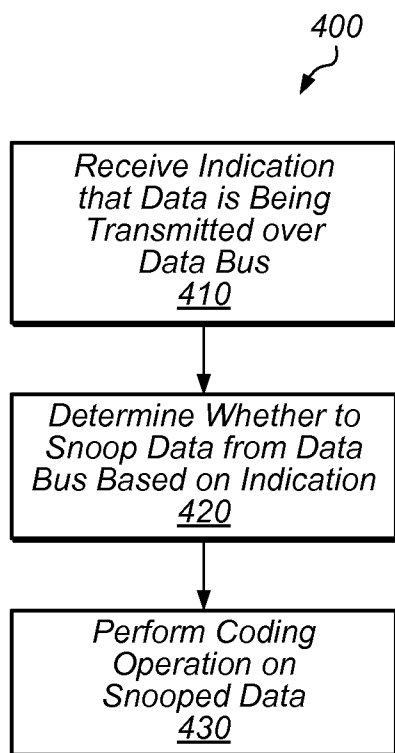 400
Receive Indication
that Data is Being
Transmitted over
Data Bus
410
Determine Whether to
Snoop Data from Data
Bus Based on Indication
420
Perform Coding
Operation on
Snooped Data
430